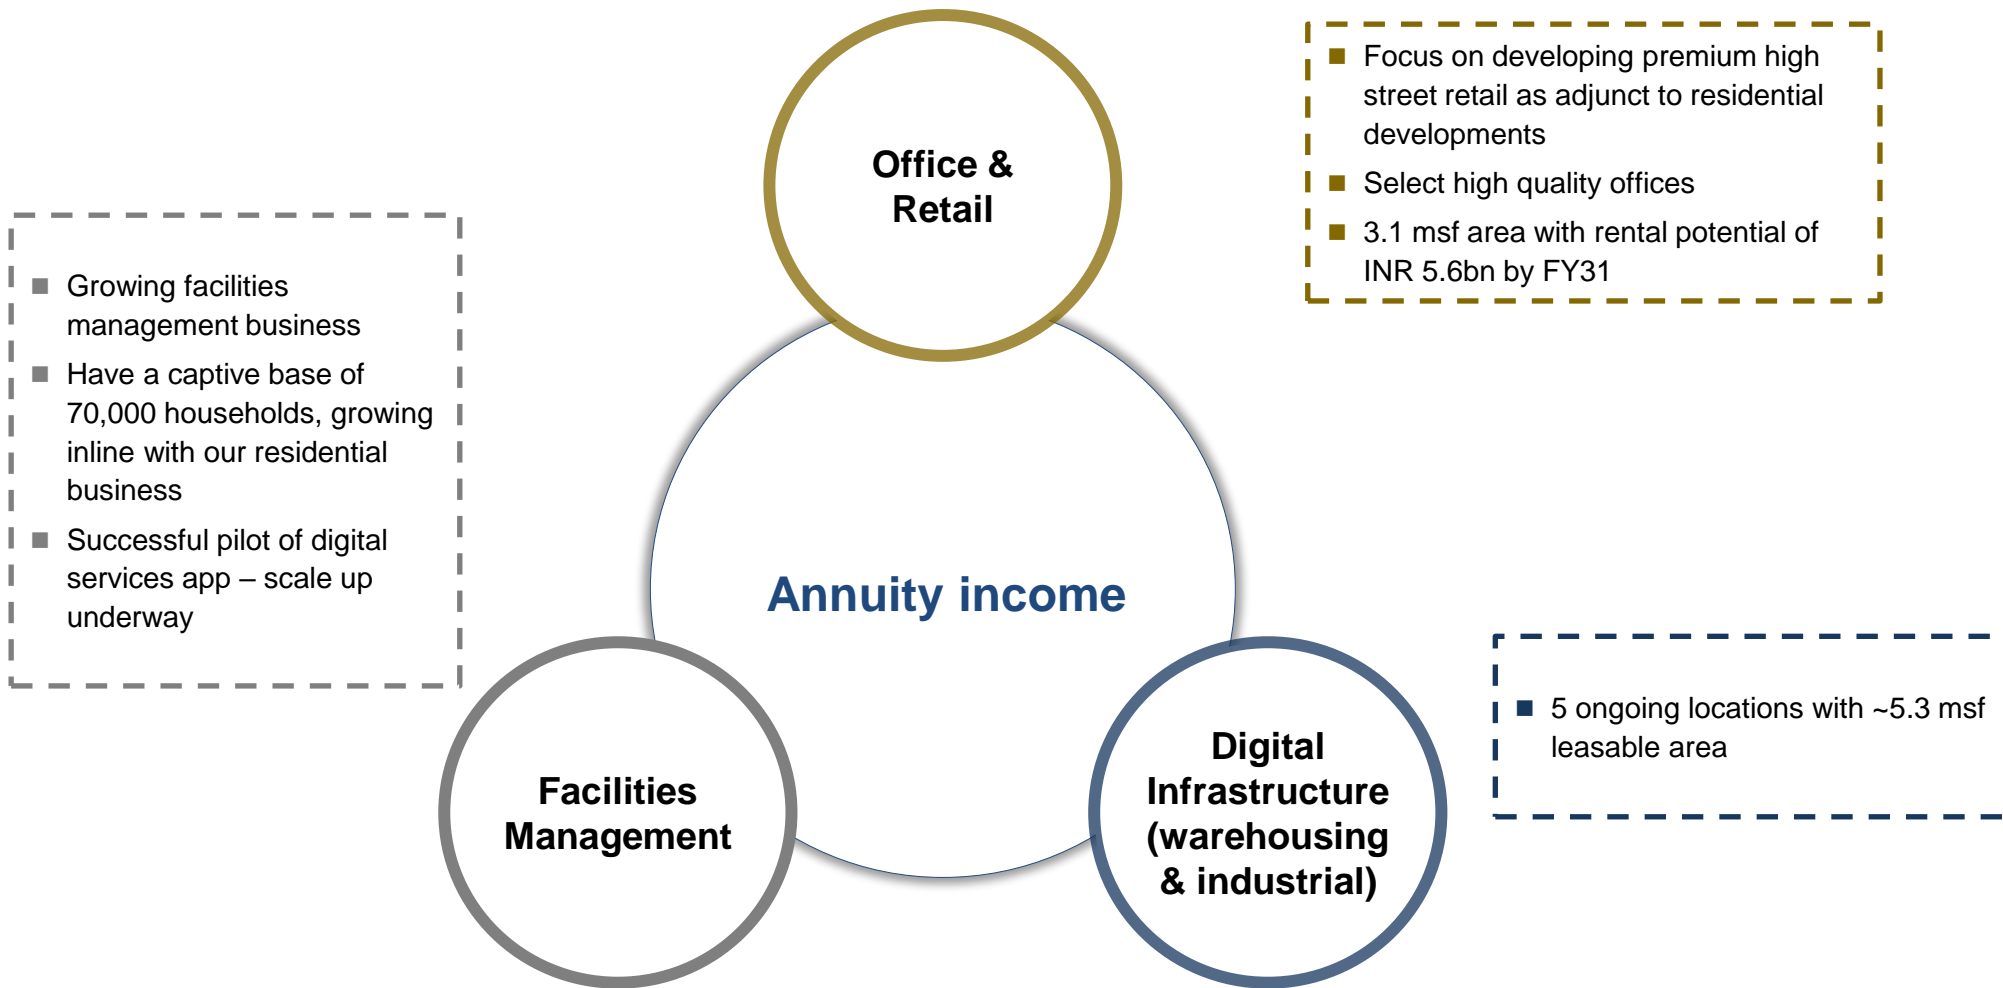 Office &
Retail
Focus on developing premium high
street retail as adjunct to residential
developments
Select high quality offices
3.1 msf area with rental potential of
INR 5.6bn by FY31
Growing facilities
management business
Have a captive base of
70,000 households, growing
inline with our residential
business
Successful pilot of digital
services app – scale up
underway
Annuity income
Facilities
Management
Digital
Infrastructure
(warehousing
& industrial)
5 ongoing locations with ~5.3 msf
leasable area